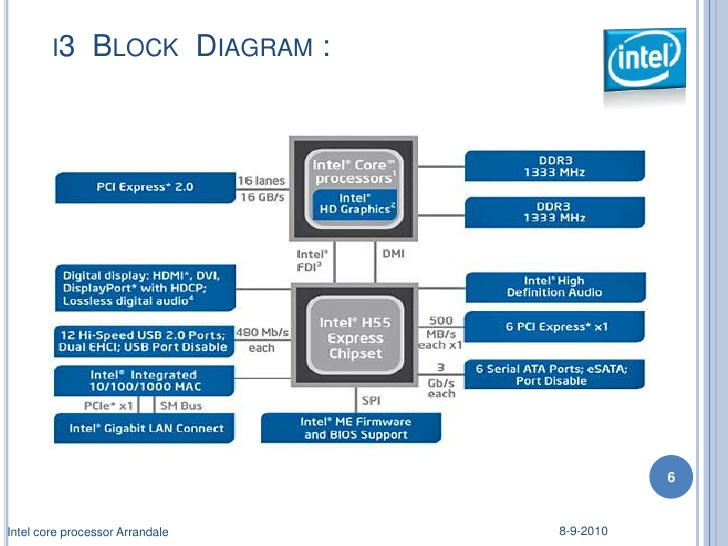 I3 BLOCK DIAGRAM :
intel
Intel® Core™
processors¹
Intel®
HD Graphics²
PCI Express* 2.0
16 lanes
16 GB/s
DDR3
1333 MHz
DDR3
1333 MHz
Intel®
FDI³
DMI
Digital display: HDMI*, DVI,
DisplayPort* with HDCP;
Lossless digital audio⁴
Intel® High
Definition Audio
Intel® H55
Express
Chipset
12 Hi-Speed USB 2.0 Ports;
Dual EHCI; USB Port Disable
480 Mb/s
each
500
MB/s
each x1
6 PCI Express* x1
Intel® Integrated
10/100/1000 MAC
3
Gb/s
each
6 Serial ATA Ports; eSATA;
Port Disable
PCIe* x1
SM Bus
SPI
Intel® Gigabit LAN Connect
Intel® ME Firmware
and BIOS Support
6
Intel core processor Arrandale
8-9-2010